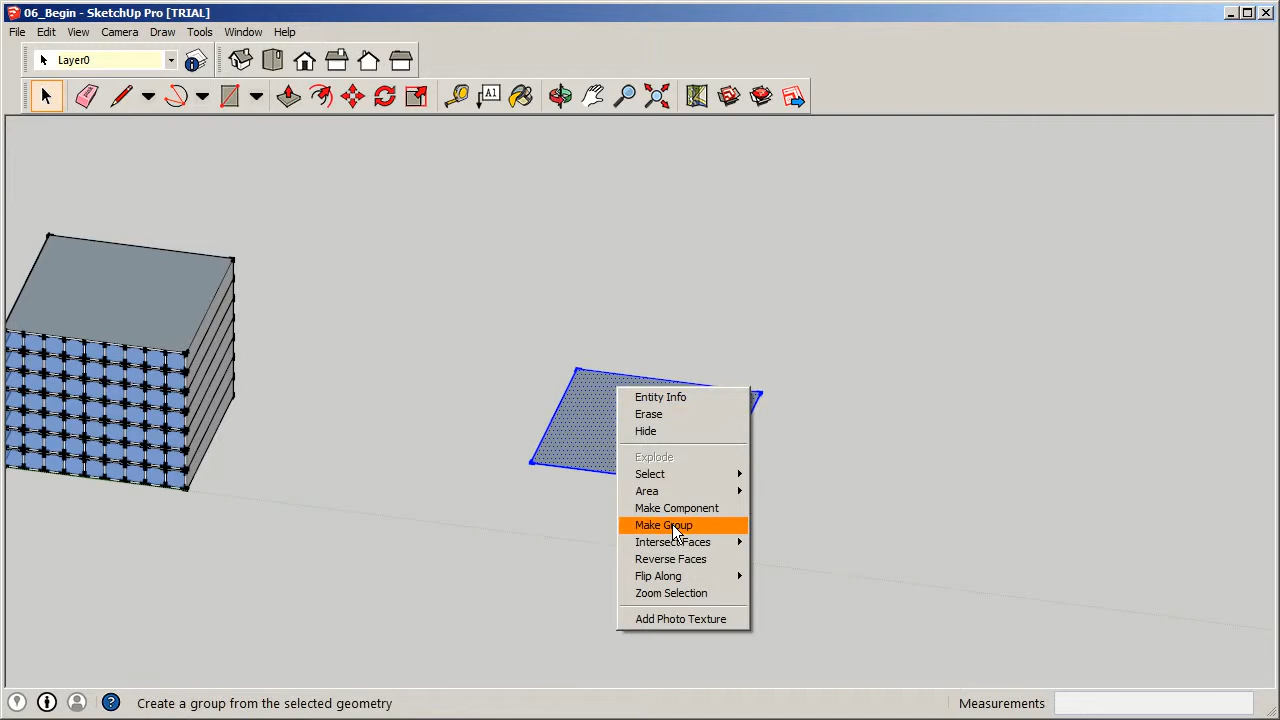 06_Begin - SketchUp Pro [TRIAL]
File Edit View Camera Draw Tools Window Help
Layer0
A1
Entity Info
Erase
Hide
Explode
Select
Area
Make Component
Make Group
Intersect Faces
Reverse Faces
Flip Along
Zoom Selection
Add Photo Texture
Create a group from the selected geometry
Measurements